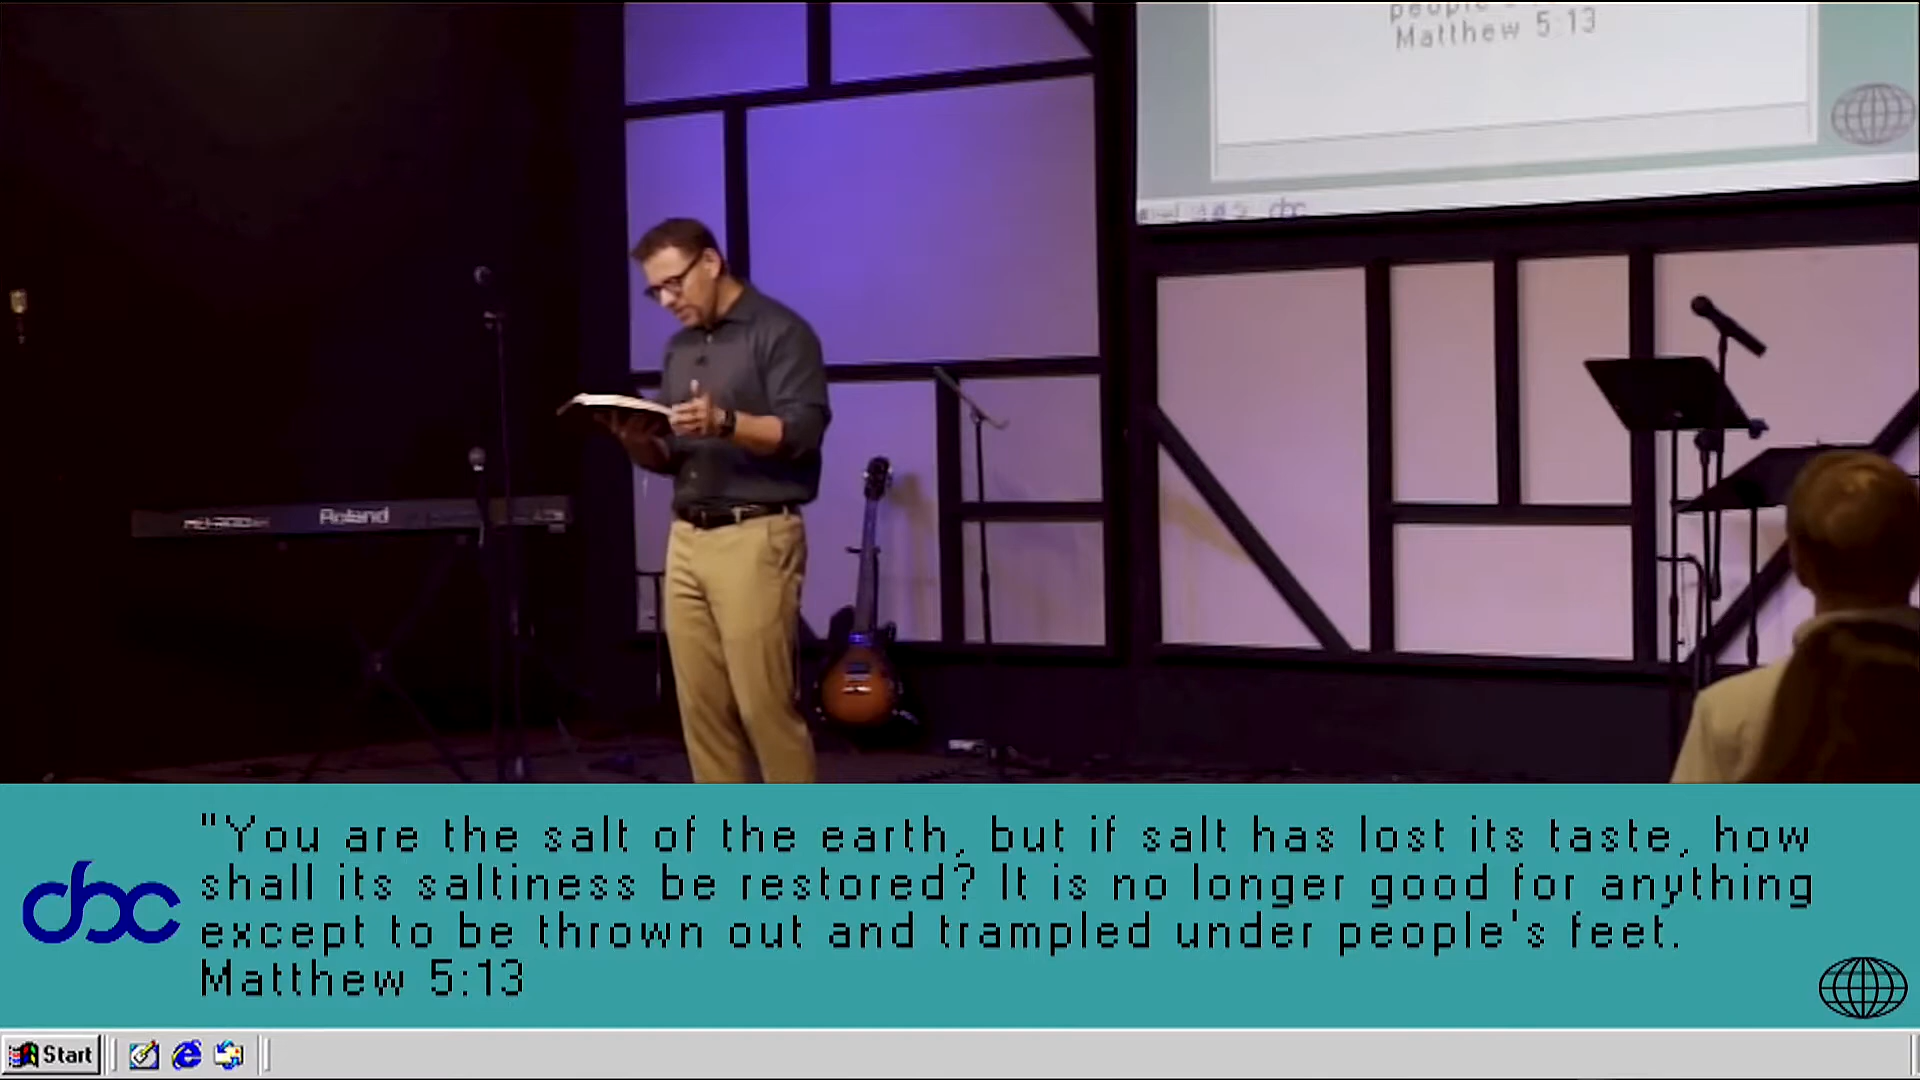 Matthew 5:13
Roland
"You are the salt of the earth, but if salt has lost its taste, how
shall its saltiness be restored? It is no longer good for anything
except to be thrown out and trampled under people's feet.
Matthew 5:13
cbc
Start